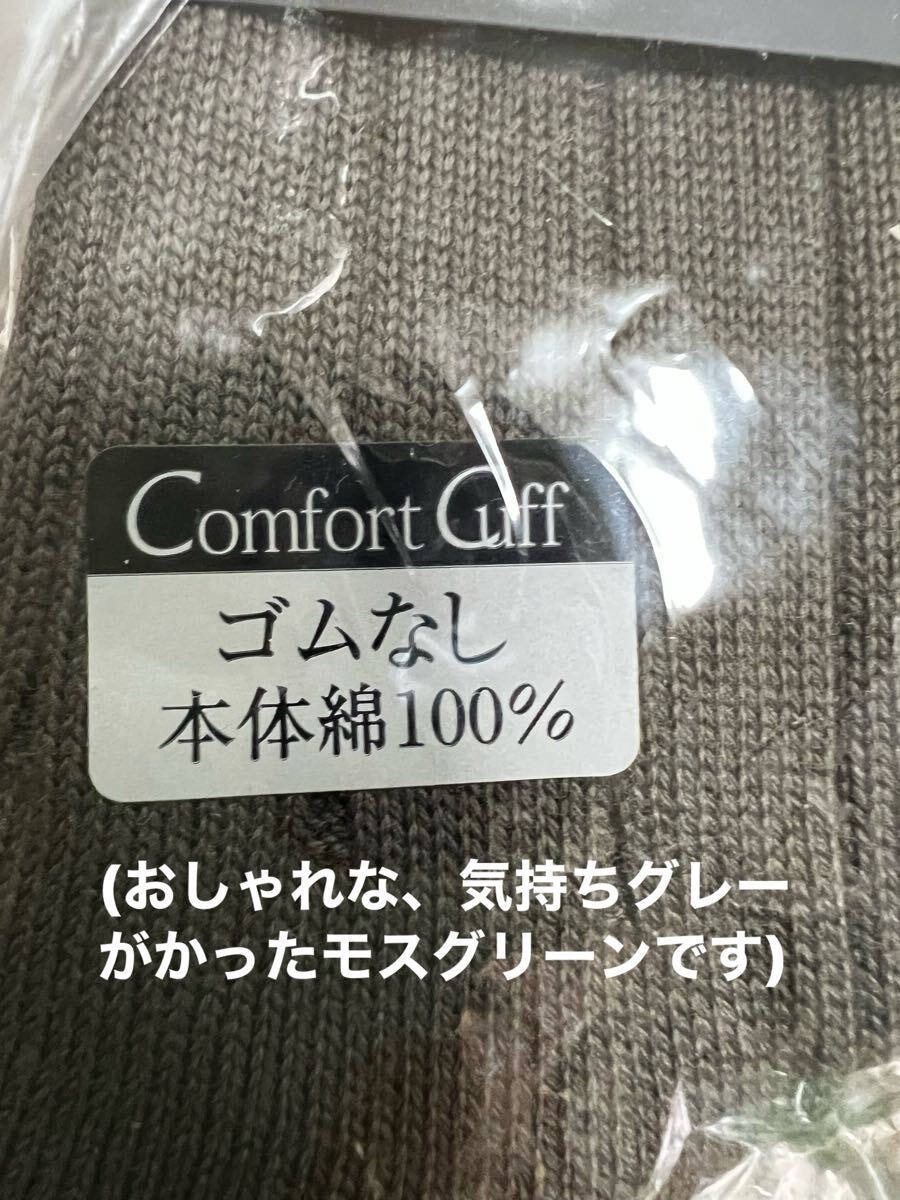 Comfort Cuff
ゴムなし
本体綿100%
(おしゃれな、気持ちグレー
がかったモスグリーンです)